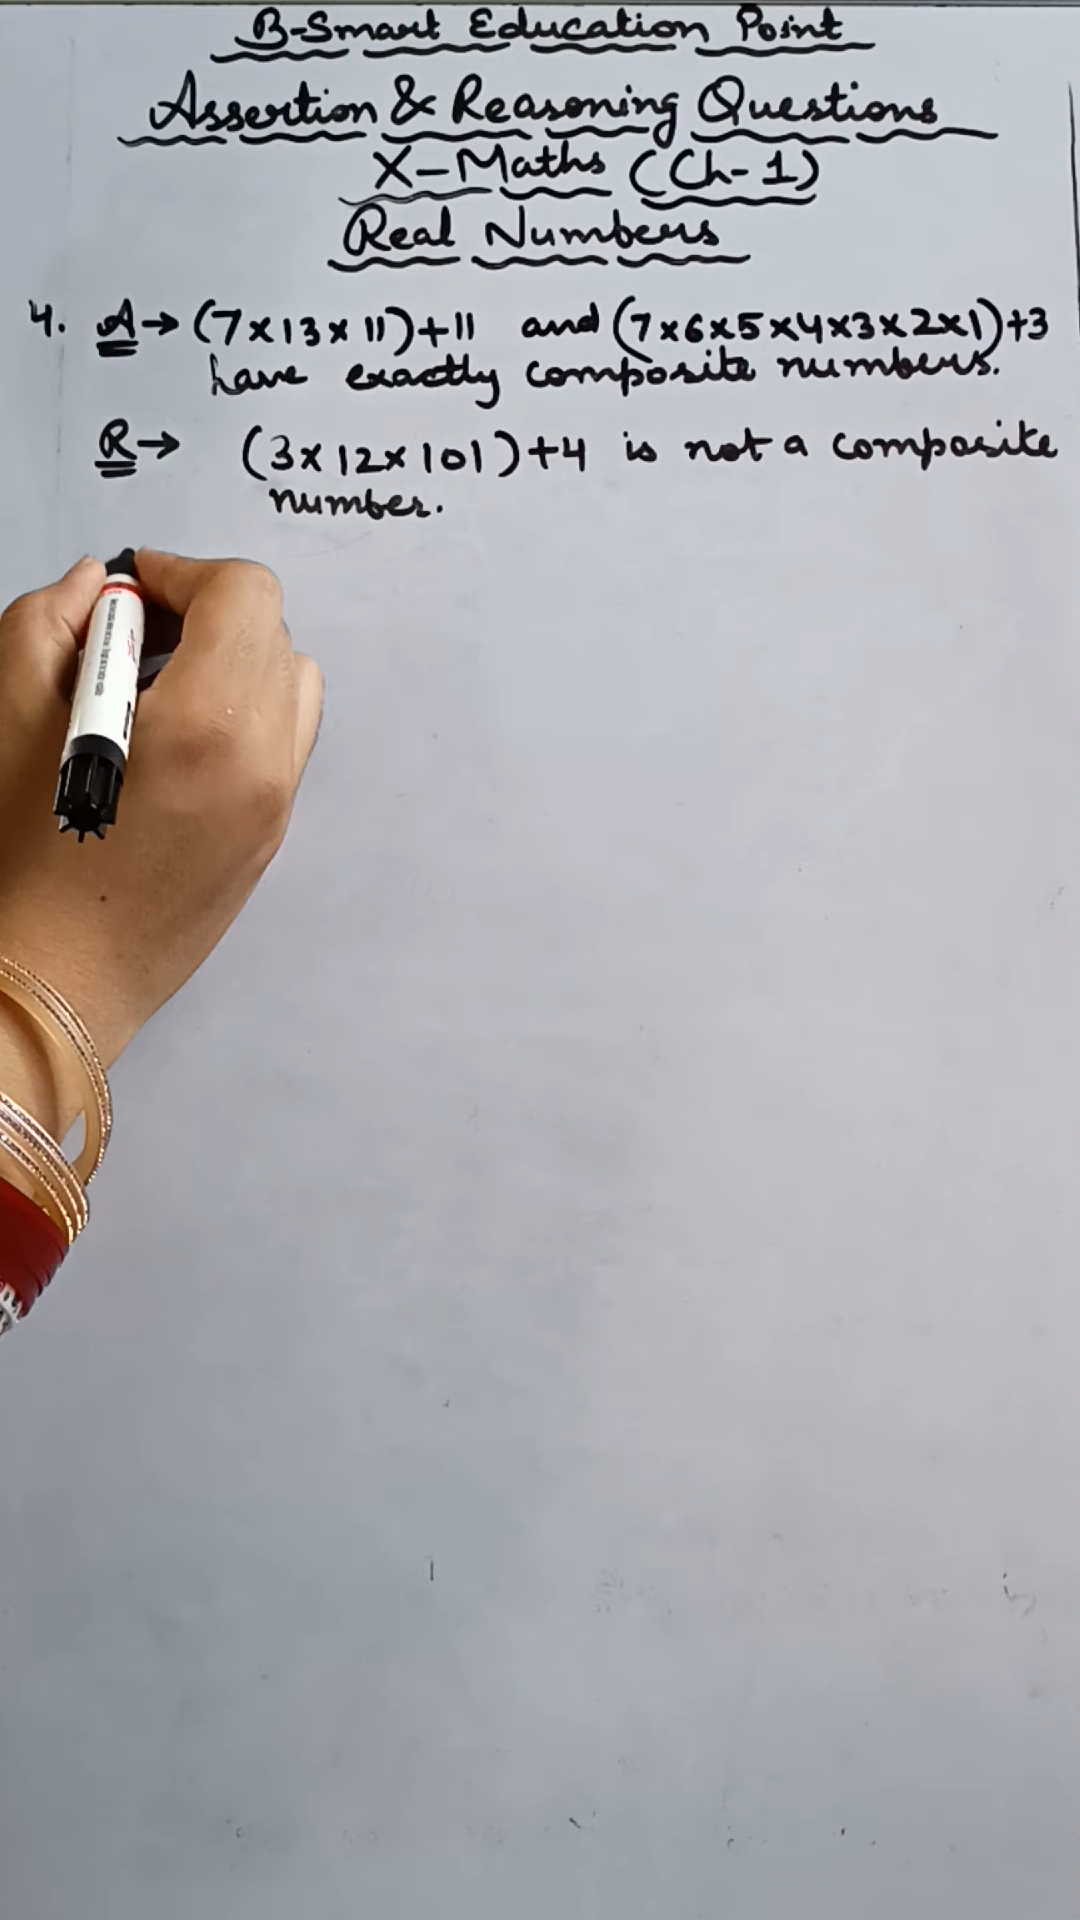 B-Smart Education Point
Assertion & Reasoning Questions
X-Maths (Ch-1)
Real Numbers
4. A→ (7×13×11)+11 and (7×6×5×4×3×2×1)+3
have exactly composite numbers.
R→ (3×12×101)+4 is not a composite
number.